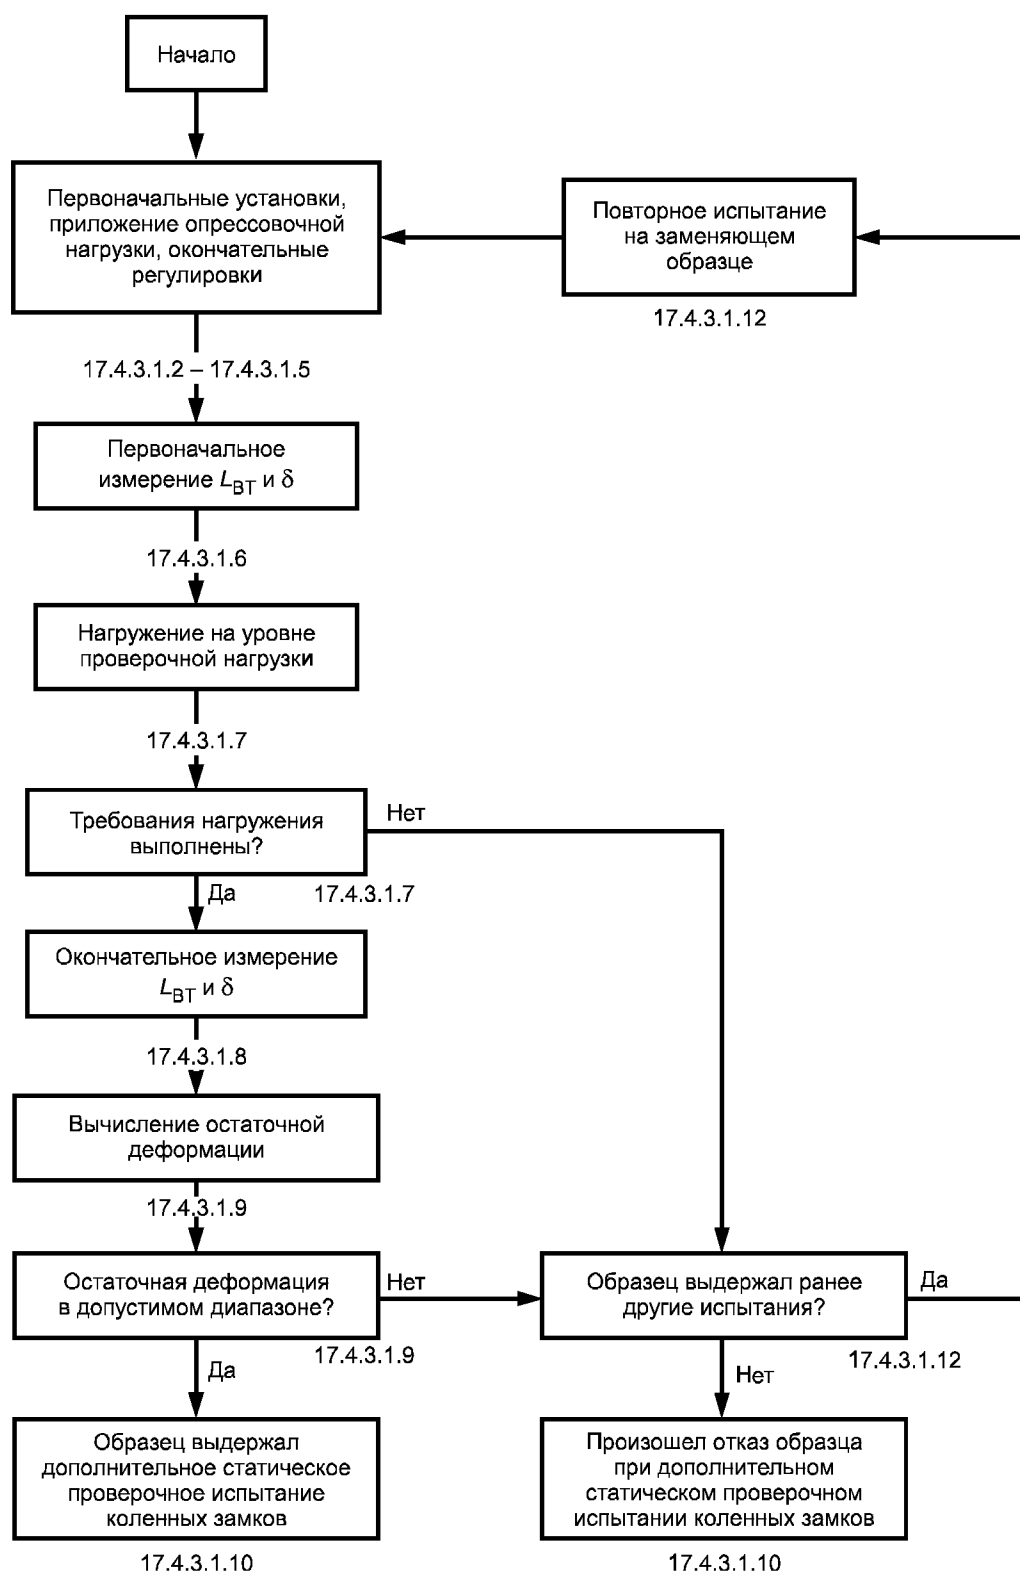 Начало
Первоначальные установки,
приложение опрессовочной
нагрузки, окончательные
регулировки
Повторное испытание
на заменяющем
образце
17.4.3.1.12
17.4.3.1.2 – 17.4.3.1.5
Первоначальное
измерение L_BT и δ
17.4.3.1.6
Нагружение на уровне
проверочной нагрузки
17.4.3.1.7
Требования нагружения
выполнены?
Нет
Да
17.4.3.1.7
Окончательное измерение
L_BT и δ
17.4.3.1.8
Вычисление остаточной
деформации
17.4.3.1.9
Остаточная деформация
в допустимом диапазоне?
Нет
Образец выдержал ранее
другие испытания?
Да
17.4.3.1.9
17.4.3.1.12
Да
Нет
Образец выдержал
дополнительное статическое
проверочное испытание
коленных замков
17.4.3.1.10
Произошел отказ образца
при дополнительном
статическом проверочном
испытании коленных замков
17.4.3.1.10